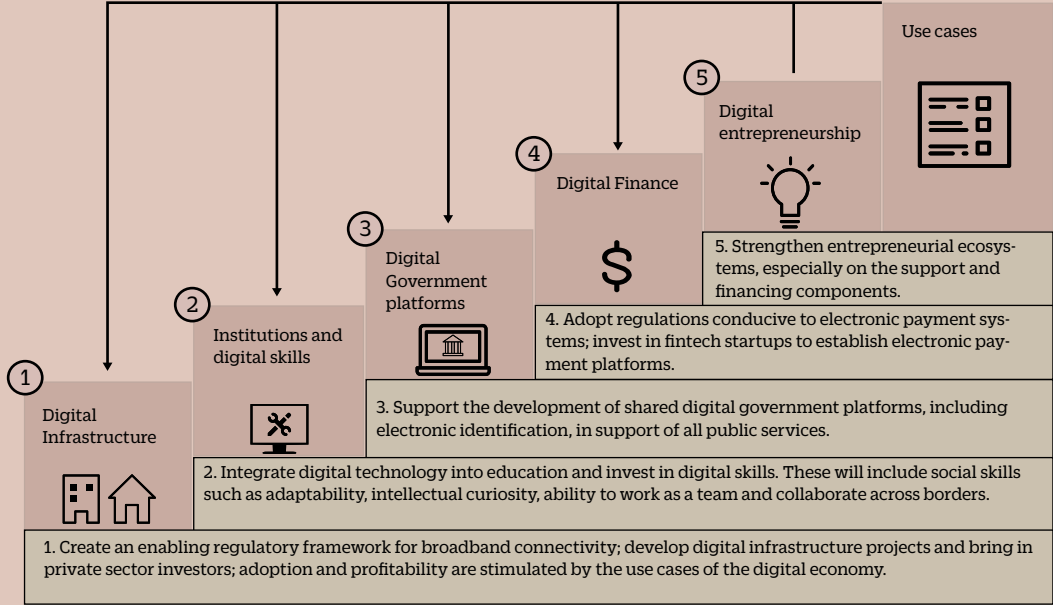 Use cases
5
Digital
entrepreneurship
4
Digital Finance
3
Digital
Government
platforms
5. Strengthen entrepreneurial ecosys-
tems, especially on the support and
financing components.
2
Institutions and
digital skills
4. Adopt regulations conducive to electronic payment sys-
tems; invest in fintech startups to establish electronic pay-
ment platforms.
1
Digital
Infrastructure
3. Support the development of shared digital government platforms, including
electronic identification, in support of all public services.
2. Integrate digital technology into education and invest in digital skills. These will include social skills
such as adaptability, intellectual curiosity, ability to work as a team and collaborate across borders.
1. Create an enabling regulatory framework for broadband connectivity; develop digital infrastructure projects and bring in
private sector investors; adoption and profitability are stimulated by the use cases of the digital economy.
$